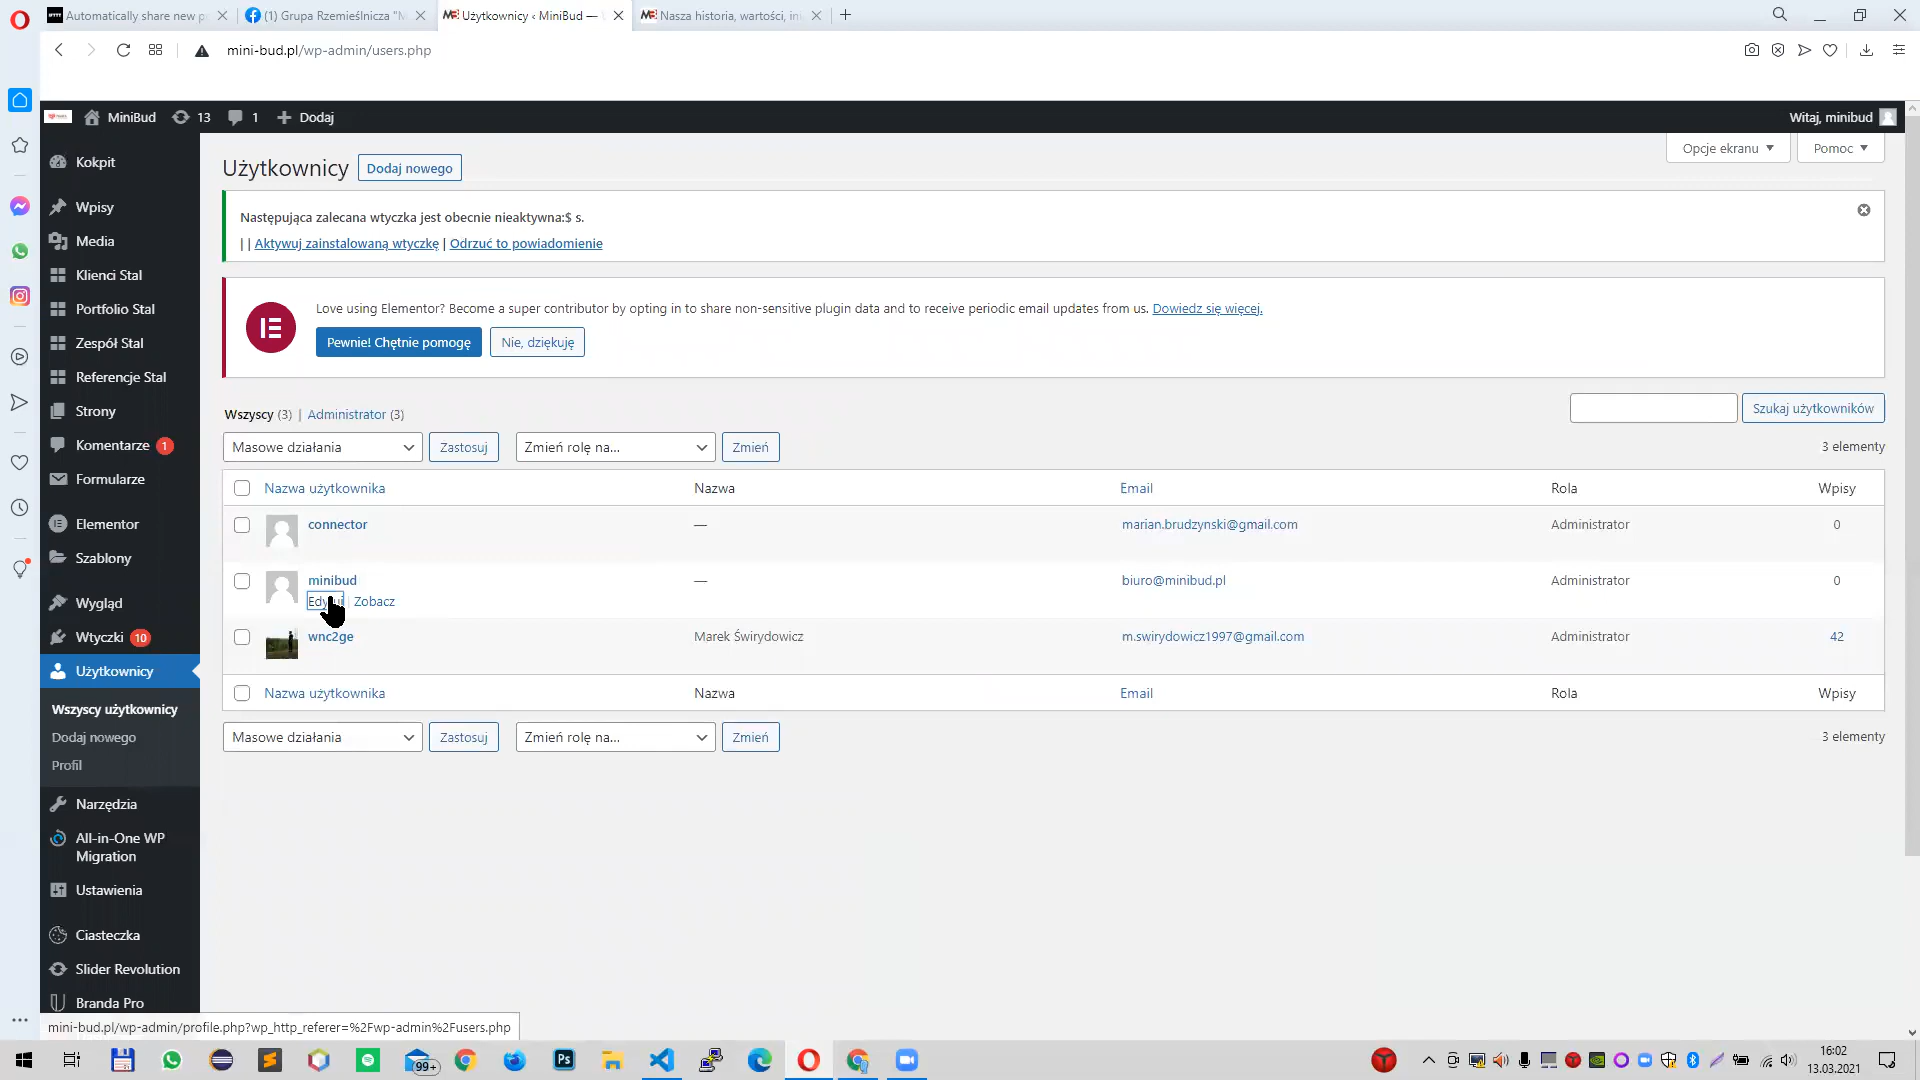 Automatically share new p
(1) Grupa Rzemieślnicza "M
Użytkownicy ‹ MiniBud —
Nasza historia, wartości, in
mini-bud.pl/wp-admin/users.php
MiniBud
13
1
Dodaj
Witaj, minibud
Kokpit
Wpisy
Media
Klienci Stal
Portfolio Stal
Zespół Stal
Referencje Stal
Strony
Komentarze 1
Formularze
Elementor
Szablony
Wygląd
Wtyczki 10
Użytkownicy
Wszyscy użytkownicy
Dodaj nowego
Profil
Narzędzia
All-in-One WP
Migration
Ustawienia
Ciasteczka
Slider Revolution
Branda Pro
Użytkownicy
Dodaj nowego
Opcje ekranu
Pomoc
Następująca zalecana wtyczka jest obecnie nieaktywna:$ s.
| | Aktywuj zainstalowaną wtyczkę | Odrzuć to powiadomienie
Love using Elementor? Become a super contributor by opting in to share non-sensitive plugin data and to receive periodic email updates from us. Dowiedz się więcej.
Pewnie! Chętnie pomogę
Nie, dziękuję
Wszyscy (3) | Administrator (3)
Szukaj użytkowników
Masowe działania
Zastosuj
Zmień rolę na...
Zmień
3 elementy
Nazwa użytkownika Nazwa Email Rola Wpisy
connector — marian.brudzynski@gmail.com Administrator 0
minibud — biuro@minibud.pl Administrator 0
Edytuj | Zobacz
wnc2ge Marek Świrydowicz m.swirydowicz1997@gmail.com Administrator 42
Nazwa użytkownika Nazwa Email Rola Wpisy
Masowe działania
Zastosuj
Zmień rolę na...
Zmień
3 elementy
mini-bud.pl/wp-admin/profile.php?wp_http_referer=%2Fwp-admin%2Fusers.php
99+
Ps
16:02
13.03.2021